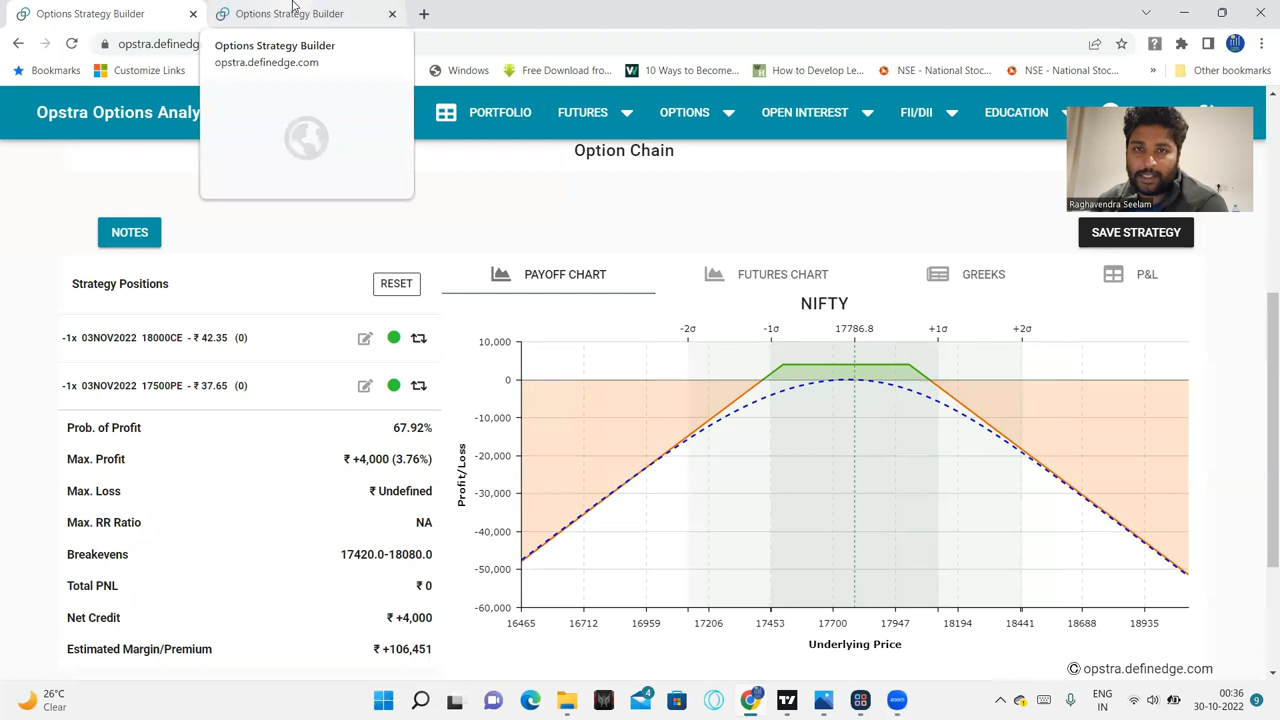 Options Strategy Builder
Options Strategy Builder
opstra.definedg
Options Strategy Builder
opstra.definedge.com
Bookmarks
Customize Links
Windows
Free Download fro...
10 Ways to Become...
How to Develop Le...
NSE - National Stoc...
NSE - National Stoc...
Other bookmarks
Opstra Options Analy
PORTFOLIO
FUTURES
OPTIONS
OPEN INTEREST
FII/DII
EDUCATION
Option Chain
Raghavendra Seelam
NOTES
SAVE STRATEGY
Strategy Positions
RESET
PAYOFF CHART
FUTURES CHART
GREEKS
P&L
-1x 03NOV2022 18000CE - ₹ 42.35 (0)
-1x 03NOV2022 17500PE - ₹ 37.65 (0)
Prob. of Profit 67.92%
Max. Profit ₹ +4,000 (3.76%)
Max. Loss ₹ Undefined
Max. RR Ratio NA
Breakevens 17420.0-18080.0
Total PNL ₹ 0
Net Credit ₹ +4,000
Estimated Margin/Premium ₹ +106,451
NIFTY
-2σ -1σ 17786.8 +1σ +2σ
10,000
0
-10,000
-20,000
-30,000
-40,000
-50,000
-60,000
Profit/Loss
16465 16712 16959 17206 17453 17700 17947 18194 18441 18688 18935
Underlying Price
© opstra.definedge.com
26°C
Clear
4
ENG
IN
00:36
30-10-2022
9
zoom